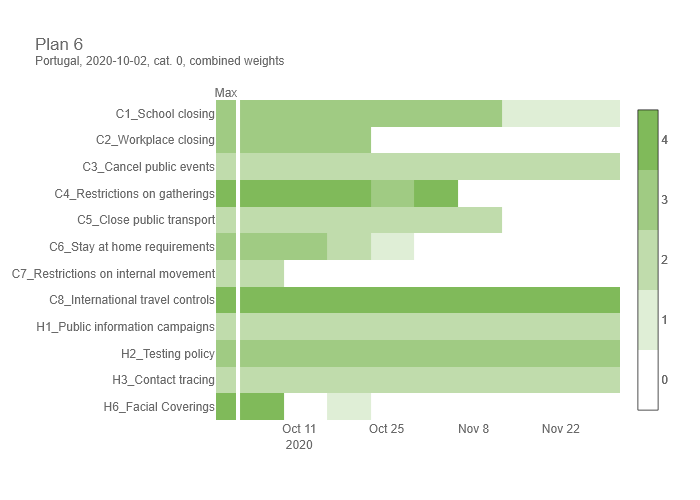 Plan 6
Portugal, 2020-10-02, cat. 0, combined weights
Max
C1_School closing
C2_Workplace closing
C3_Cancel public events
C4_Restrictions on gatherings
C5_Close public transport
C6_Stay at home requirements
C7_Restrictions on internal movement
C8_International travel controls
H1_Public information campaigns
H2_Testing policy
H3_Contact tracing
H6_Facial Coverings
4
3
2
1
0
Oct 11 Oct 25 Nov 8 Nov 22
2020